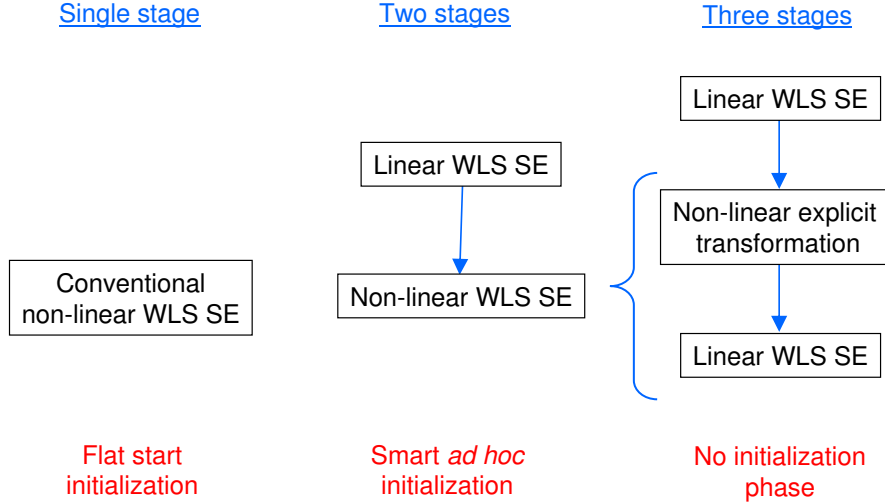 Single stage
Two stages
Three stages
Linear WLS SE
Linear WLS SE
Non-linear explicit
transformation
Conventional
non-linear WLS SE
Non-linear WLS SE
Linear WLS SE
Flat start
initialization
Smart ad hoc
initialization
No initialization
phase